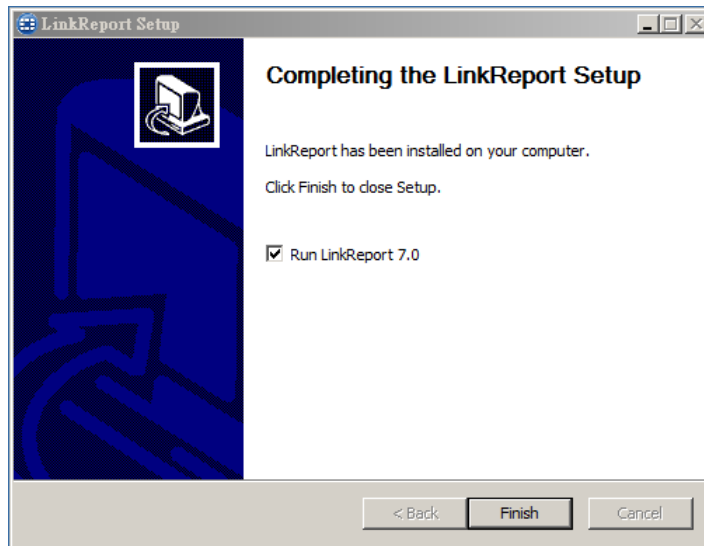 LinkReport Setup
Completing the LinkReport Setup
LinkReport has been installed on your computer.
Click Finish to close Setup.
Run LinkReport 7.0
< Back
Finish
Cancel